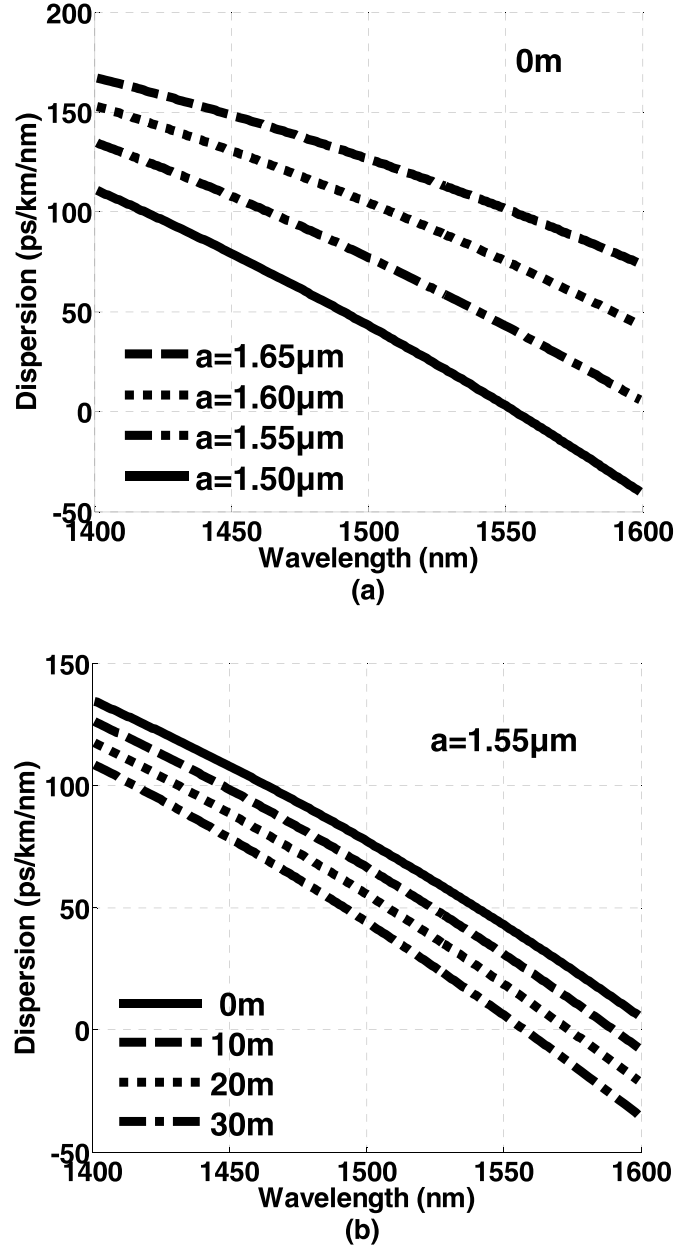 200
0m
150
100
50
0
-50
Dispersion (ps/km/nm)
a=1.65μm
a=1.60μm
a=1.55μm
a=1.50μm
1400 1450 1500 1550 1600
Wavelength (nm)
(a)
150
a=1.55μm
100
50
0
-50
Dispersion (ps/km/nm)
0m
10m
20m
30m
1400 1450 1500 1550 1600
Wavelength (nm)
(b)